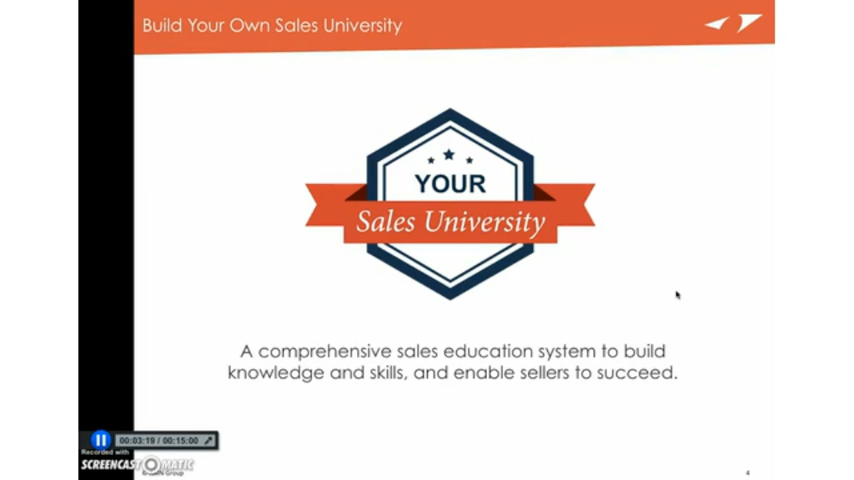 Build Your Own Sales University
YOUR
Sales University
A comprehensive sales education system to build
knowledge and skills, and enable sellers to succeed.
00:03:19 / 00:15:00
Recorded with
SCREENCAST MATIC
Group
4